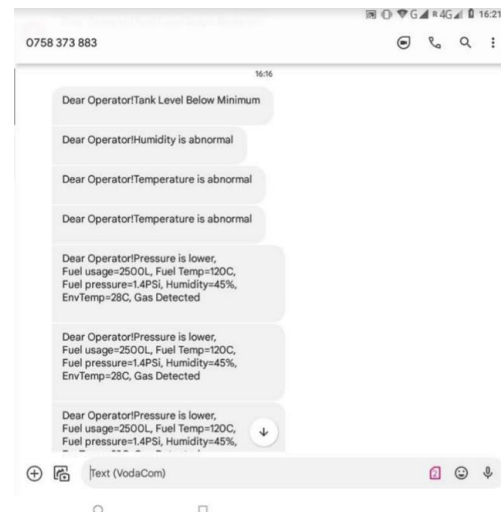 R 4G 16:21
0758 373 883
16:16
Dear Operator!Tank Level Below Minimum
Dear Operator!Humidity is abnormal
Dear Operator!Temperature is abnormal
Dear Operator!Temperature is abnormal
Dear Operator!Pressure is lower,
Fuel usage=2500L, Fuel Temp=120C,
Fuel pressure=1.4PSi, Humidity=45%,
EnvTemp=28C, Gas Detected
Dear Operator!Pressure is lower,
Fuel usage=2500L, Fuel Temp=120C,
Fuel pressure=1.4PSi, Humidity=45%,
EnvTemp=28C, Gas Detected
Dear Operator!Pressure is lower,
Fuel usage=2500L, Fuel Temp=120C,
Fuel pressure=1.4PSi, Humidity=45%,
Text (VodaCom)